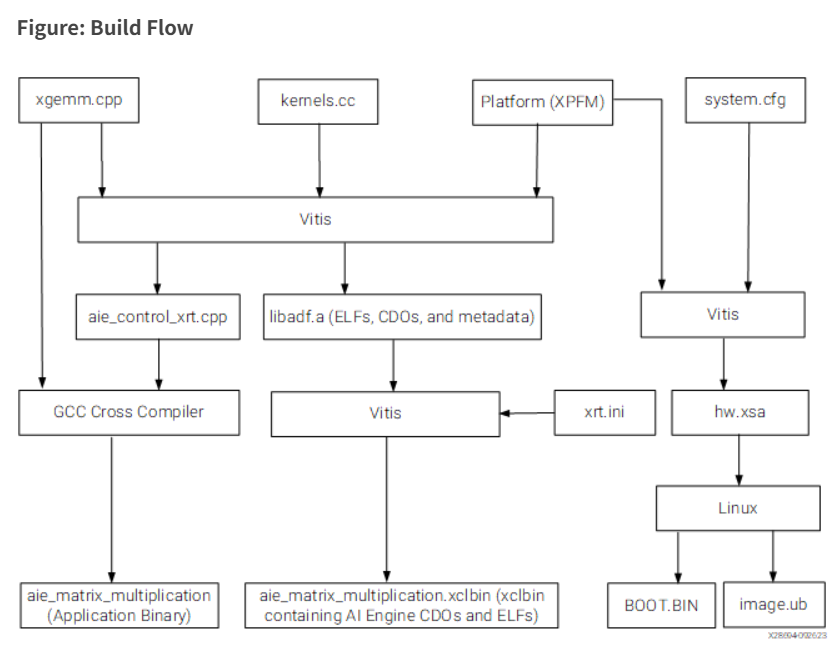 Figure: Build Flow
xgemm.cpp
kernels.cc
Platform (XPFM)
system.cfg
Vitis
aie_control_xrt.cpp
libadf.a (ELFs, CDOs, and metadata)
Vitis
GCC Cross Compiler
Vitis
xrt.ini
hw.xsa
Linux
aie_matrix_multiplication
(Application Binary)
aie_matrix_multiplication.xclbin (xclbin
containing AI Engine CDOs and ELFs)
BOOT.BIN
image.ub
X28694-092623